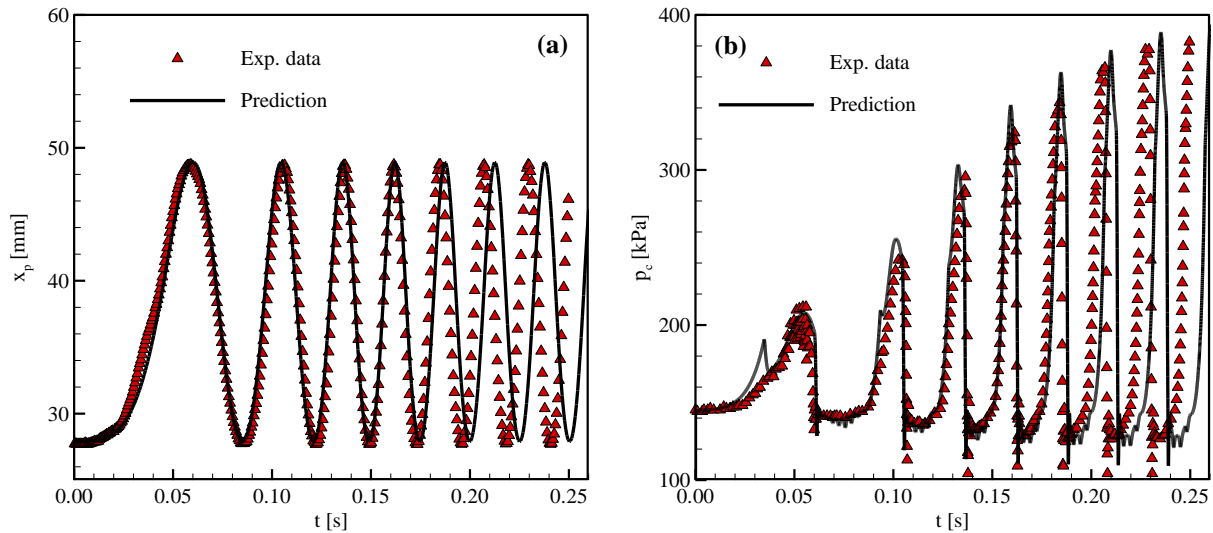 60
50
40
30
x_p [mm]
0.00 0.05 0.10 0.15 0.20 0.25
t [s]
(a)
Exp. data
Prediction
400
300
200
100
p_c [kPa]
0.00 0.05 0.10 0.15 0.20 0.25
t [s]
(b)
Exp. data
Prediction